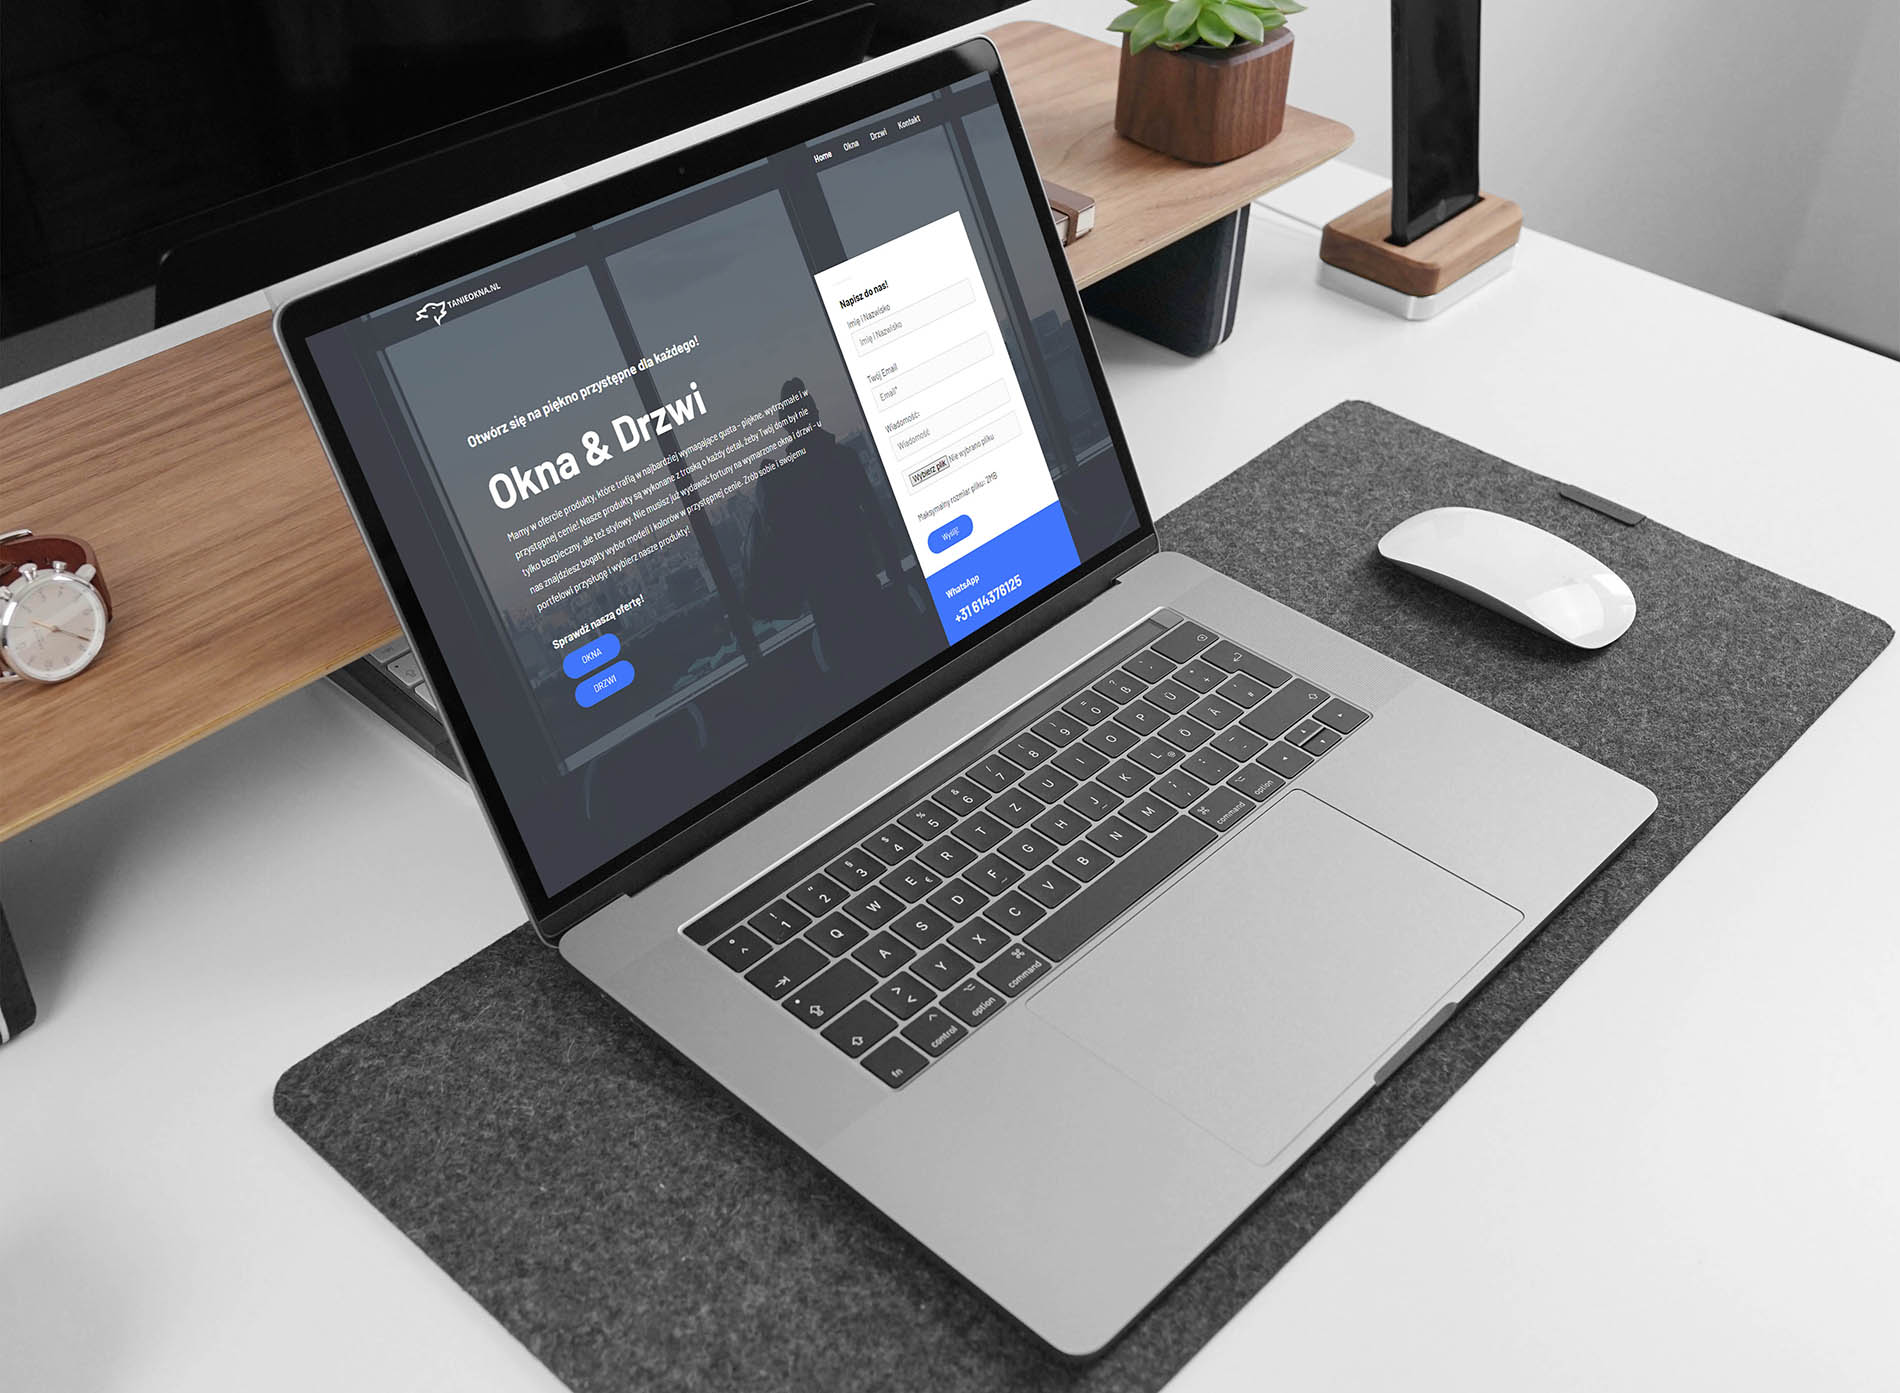 TANIEOKNA.NL
Home Okna Drzwi Kontakt
Otwórz się na piękno przystępne dla każdego!
Okna & Drzwi
Mamy w ofercie produkty, które trafią w najbardziej wymagające gusta - piękne, wytrzymałe i w
przystępnej cenie! Nasze produkty są wykonane z troską o każdy detal, żeby Twój dom był nie
tylko bezpieczny, ale też stylowy. Nie musisz już wydawać fortuny na wymarzone okna i drzwi - u
nas znajdziesz bogaty wybór modeli i kolorów w przystępnej cenie. Zrób sobie i swojemu
portfelowi przysługę i wybierz nasze produkty!
Sprawdź naszą ofertę!
OKNA
DRZWI
Napisz do nas!
Imię i Nazwisko
Imię i Nazwisko
Twój Email
Email*
Wiadomość:
Wiadomość
Wybierz plik Nie wybrano pliku
Maksymalny rozmiar pliku: 2MB
Wyślij!
WhatsApp
+31 614376125
° ^ ! 1 " 2 § 3 $ 4 % 5 & 6 / 7 ( 8 ) 9 = 0 ? ß
Q W E € R T Z U I O P Ü * +
A S D F G H J K L @ Ö Ä
> < Y X C V B N M ; , : . _ -
fn control option command command option